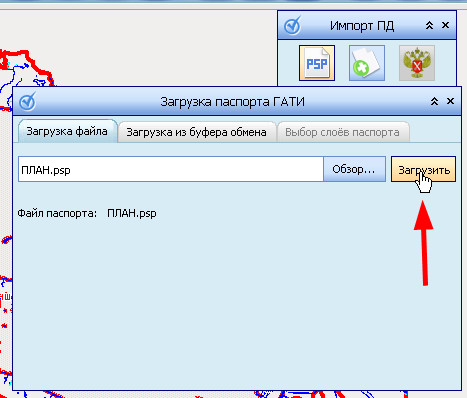 Импорт ПД
PSP
Загрузка паспорта ГАТИ
Загрузка файла Загрузка из буфера обмена Выбор слоёв паспорта
ПЛАН.psp Обзор... Загрузить
Файл паспорта: ПЛАН.psp